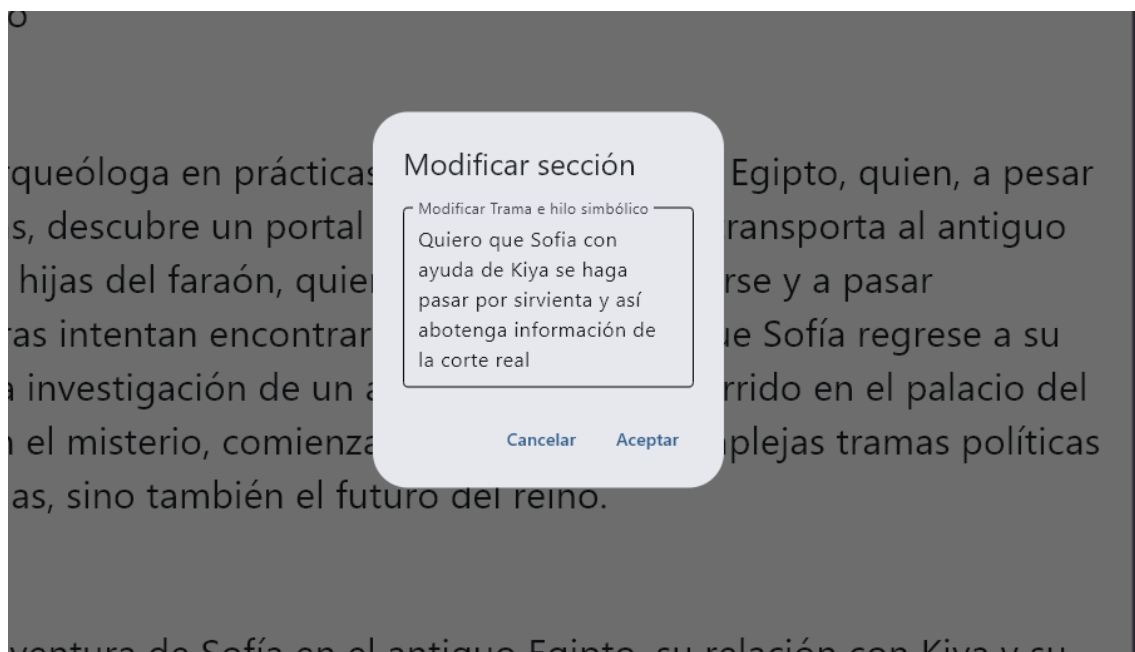 Modificar sección
Modificar Trama e hilo simbólico
Quiero que Sofia con
ayuda de Kiya se haga
pasar por sirvienta y así
abotenga información de
la corte real
Cancelar Aceptar
queóloga en prácticas Egipto, quien, a pesar
s, descubre un portal transporta al antiguo
hijas del faraón, quien rse y a pasar
ras intentan encontrar ue Sofía regrese a su
a investigación de un rrido en el palacio del
el misterio, comienza plejas tramas políticas
as, sino también el futuro del reino.
ventura de Sofía en el antiguo Egipto, su relación con Kiya y su